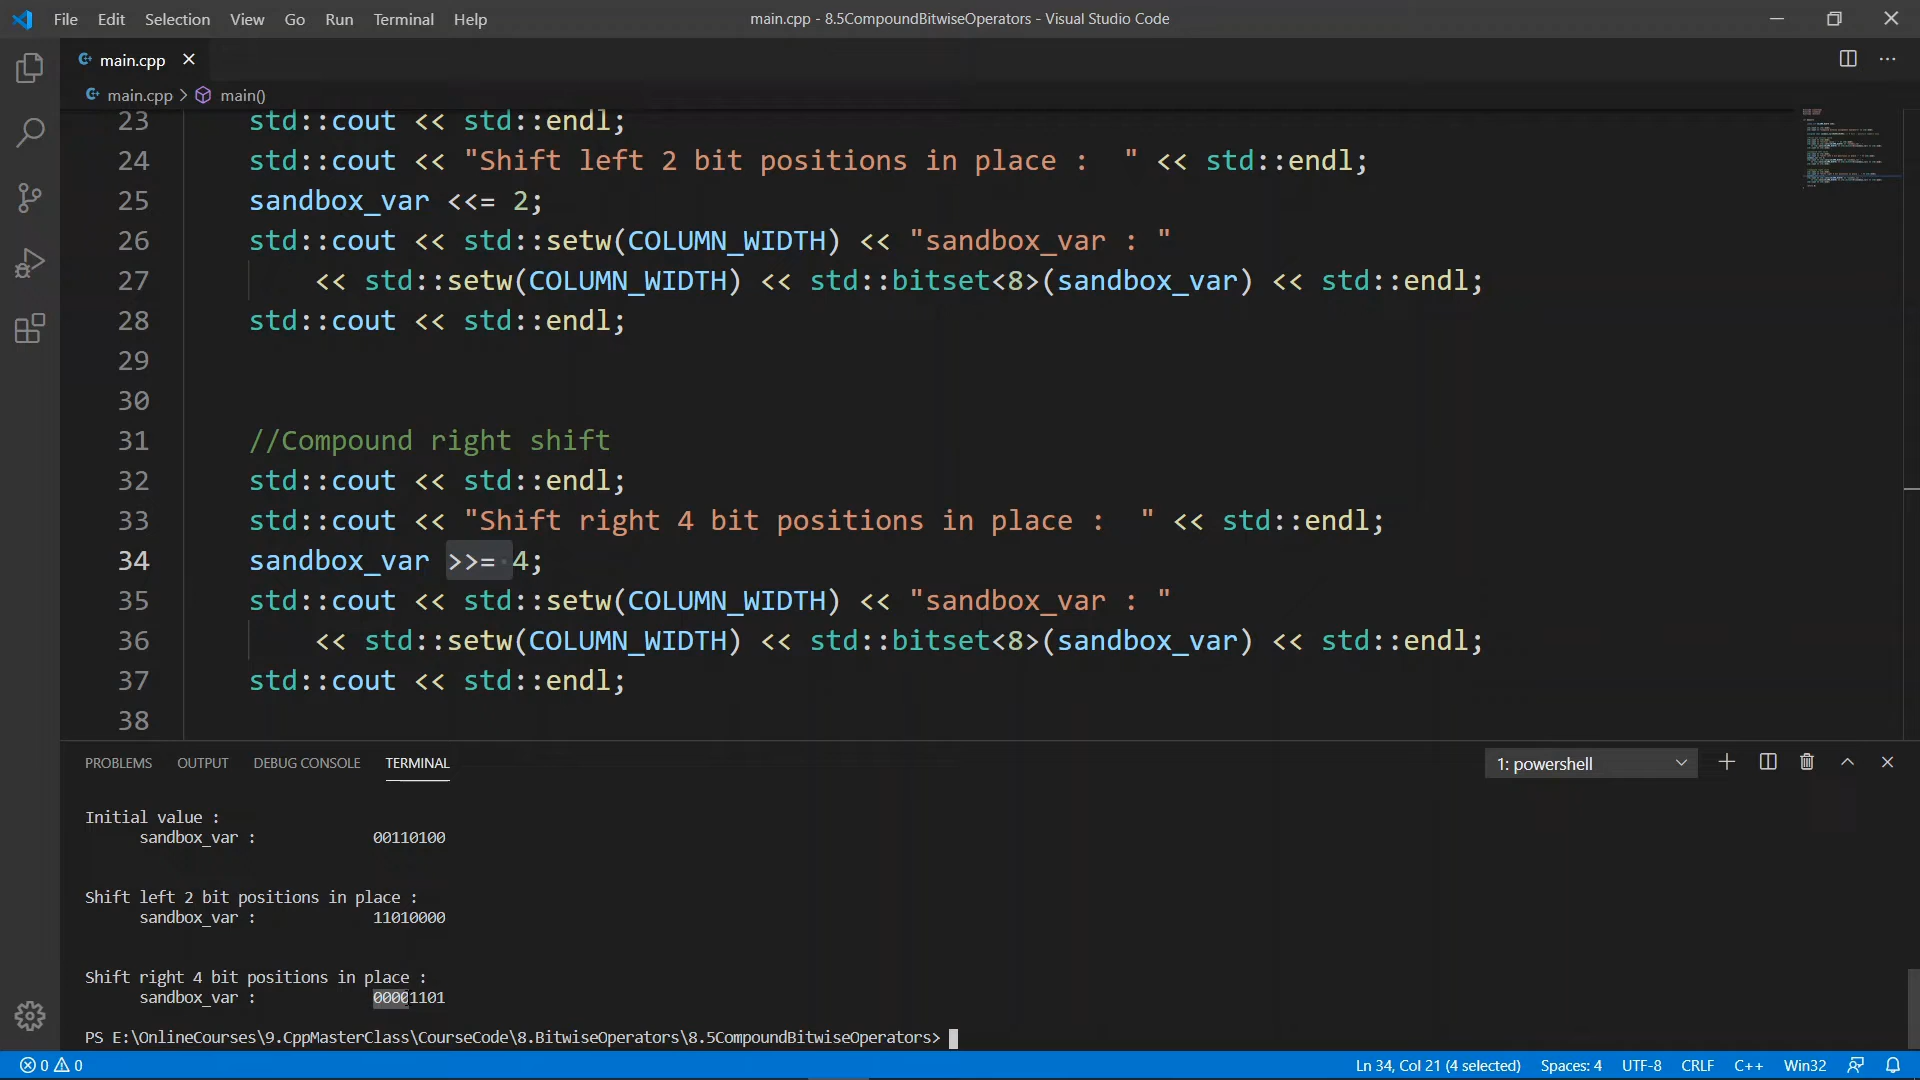 File Edit Selection View Go Run Terminal Help
main.cpp - 8.5CompoundBitwiseOperators - Visual Studio Code
main.cpp
main.cpp > main()
23 std::cout << std::endl;
24 std::cout << "Shift left 2 bit positions in place :  " << std::endl;
25 sandbox_var <<= 2;
26 std::cout << std::setw(COLUMN_WIDTH) << "sandbox_var : "
27 << std::setw(COLUMN_WIDTH) << std::bitset<8>(sandbox_var) << std::endl;
28 std::cout << std::endl;
29
30
31 //Compound right shift
32 std::cout << std::endl;
33 std::cout << "Shift right 4 bit positions in place :  " << std::endl;
34 sandbox_var >>= 4;
35 std::cout << std::setw(COLUMN_WIDTH) << "sandbox_var : "
36 << std::setw(COLUMN_WIDTH) << std::bitset<8>(sandbox_var) << std::endl;
37 std::cout << std::endl;
38
PROBLEMS OUTPUT DEBUG CONSOLE TERMINAL 1: powershell
Initial value :
sandbox_var : 00110100
Shift left 2 bit positions in place :
sandbox_var : 11010000
Shift right 4 bit positions in place :
sandbox_var : 00001101
PS E:\OnlineCourses\9.CppMasterClass\CourseCode\8.BitwiseOperators\8.5CompoundBitwiseOperators>
0 0 Ln 34, Col 21 (4 selected) Spaces: 4 UTF-8 CRLF C++ Win32